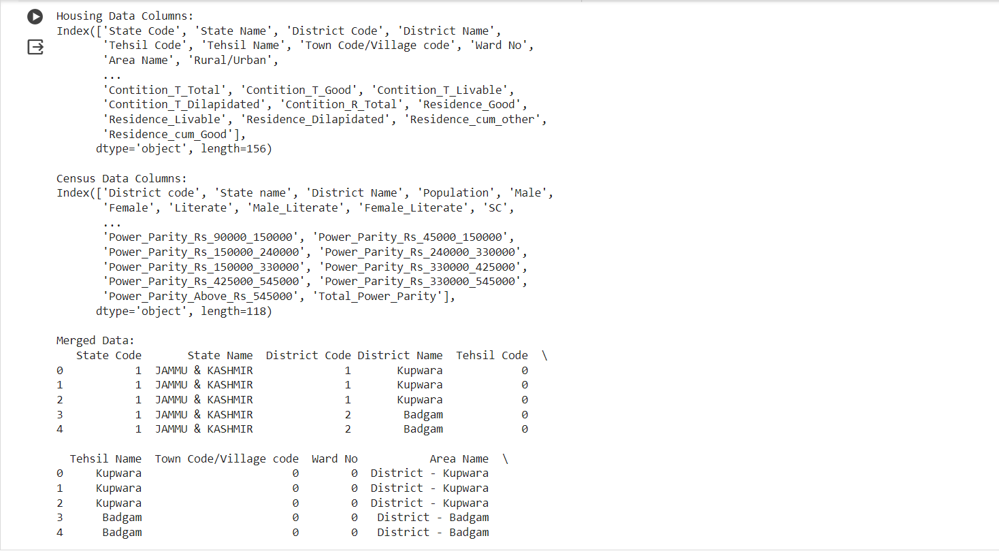 Housing Data Columns:
Index(['State Code', 'State Name', 'District Code', 'District Name',
       'Tehsil Code', 'Tehsil Name', 'Town Code/Village code', 'Ward No',
       'Area Name', 'Rural/Urban',
       ...
       'Contition_T_Total', 'Contition_T_Good', 'Contition_T_Livable',
       'Contition_T_Dilapidated', 'Contition_R_Total', 'Residence_Good',
       'Residence_Livable', 'Residence_Dilapidated', 'Residence_cum_other',
       'Residence_cum_Good'],
      dtype='object', length=156)

Census Data Columns:
Index(['District code', 'State name', 'District Name', 'Population', 'Male',
       'Female', 'Literate', 'Male_Literate', 'Female_Literate', 'SC',
       ...
       'Power_Parity_Rs_90000_150000', 'Power_Parity_Rs_45000_150000',
       'Power_Parity_Rs_150000_240000', 'Power_Parity_Rs_240000_330000',
       'Power_Parity_Rs_150000_330000', 'Power_Parity_Rs_330000_425000',
       'Power_Parity_Rs_425000_545000', 'Power_Parity_Rs_330000_545000',
       'Power_Parity_Above_Rs_545000', 'Total_Power_Parity'],
      dtype='object', length=118)

Merged Data:
   State Code       State Name  District Code District Name  Tehsil Code  \
0           1  JAMMU & KASHMIR              1       Kupwara            0
1           1  JAMMU & KASHMIR              1       Kupwara            0
2           1  JAMMU & KASHMIR              1       Kupwara            0
3           1  JAMMU & KASHMIR              2        Badgam            0
4           1  JAMMU & KASHMIR              2        Badgam            0

  Tehsil Name  Town Code/Village code  Ward No           Area Name  \
0     Kupwara                       0        0  District - Kupwara
1     Kupwara                       0        0  District - Kupwara
2     Kupwara                       0        0  District - Kupwara
3      Badgam                       0        0   District - Badgam
4      Badgam                       0        0   District - Badgam